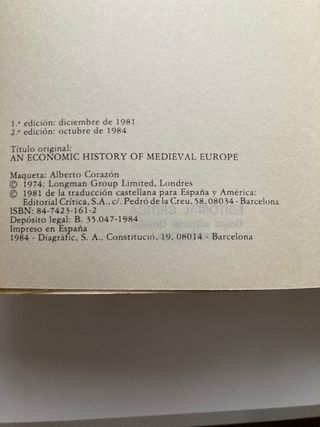 1.ª edición: diciembre de 1981
2.ª edición: octubre de 1984
Título original:
AN ECONOMIC HISTORY OF MEDIEVAL EUROPE
Maqueta: Alberto Corazón
© 1974: Longman Group Limited, Londres
© 1981 de la traducción castellana para España y América:
Editorial Crítica, S.A., c/. Pedró de la Creu, 58. 08034 - Barcelona
ISBN: 84-7423-161-2
Depósito legal: B. 35.047-1984
Impreso en España
1984 - Diagràfic, S. A., Constitució, 19. 08014 - Barcelona